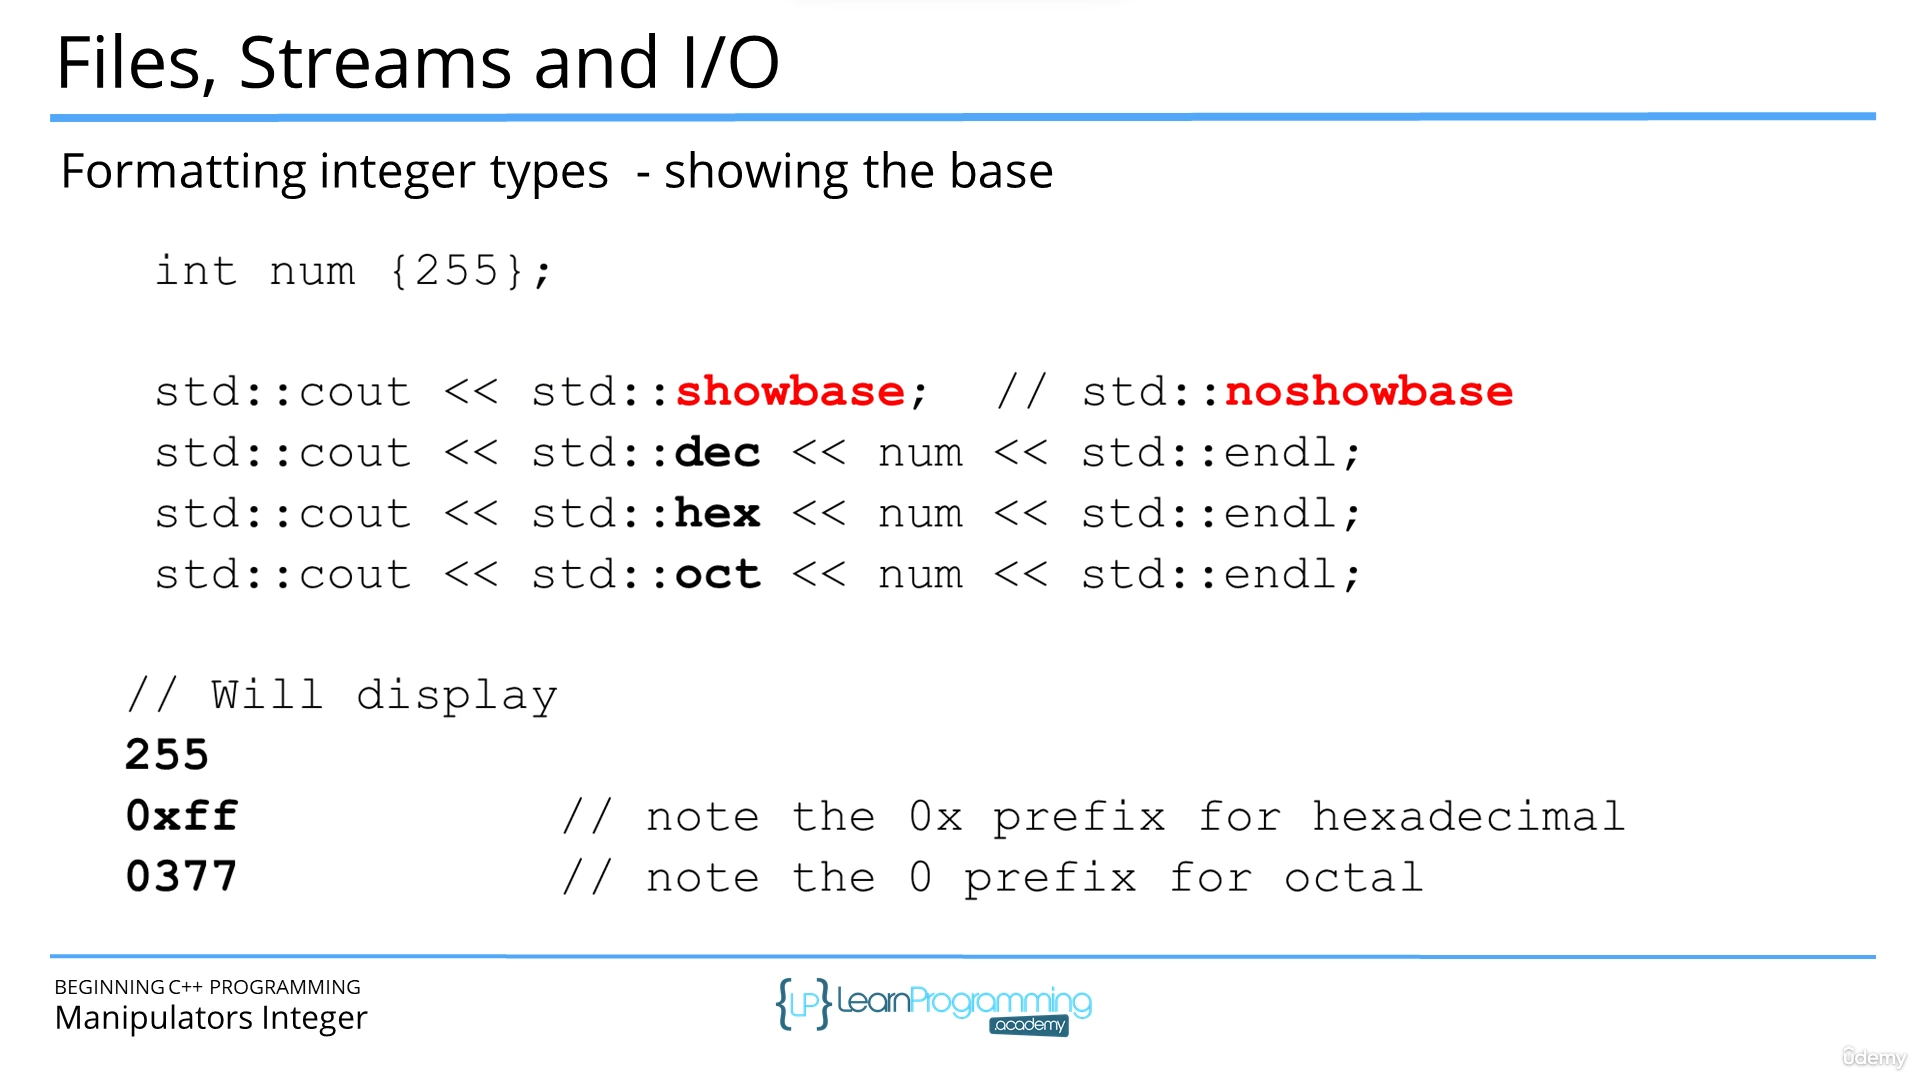 Files, Streams and I/O
Formatting integer types - showing the base
int num {255};
std::cout << std::showbase; // std::noshowbase
std::cout << std::dec << num << std::endl;
std::cout << std::hex << num << std::endl;
std::cout << std::oct << num << std::endl;
// Will display
255
0xff // note the 0x prefix for hexadecimal
0377 // note the 0 prefix for octal
BEGINNING C++ PROGRAMMING
Manipulators Integer
{LP} LearnProgramming
.academy
ûdemy